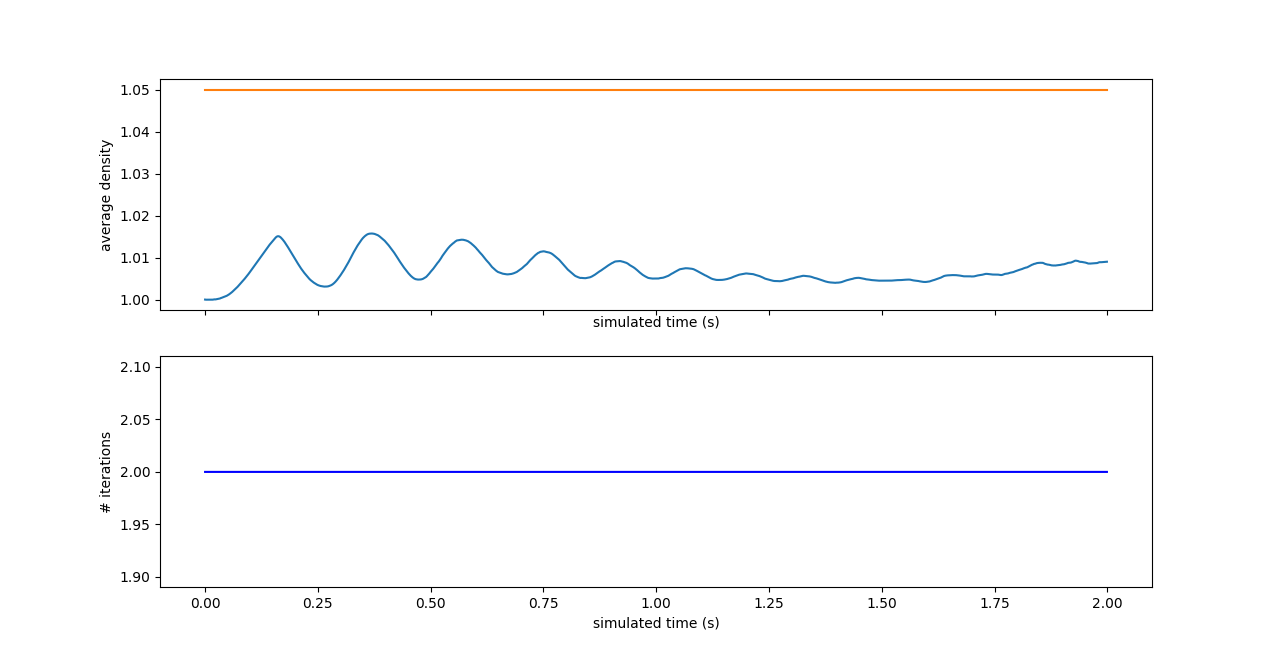 1.05
1.04
1.03
1.02
1.01
1.00
average density
simulated time (s)
2.10
2.05
2.00
1.95
1.90
# iterations
0.00 0.25 0.50 0.75 1.00 1.25 1.50 1.75 2.00
simulated time (s)